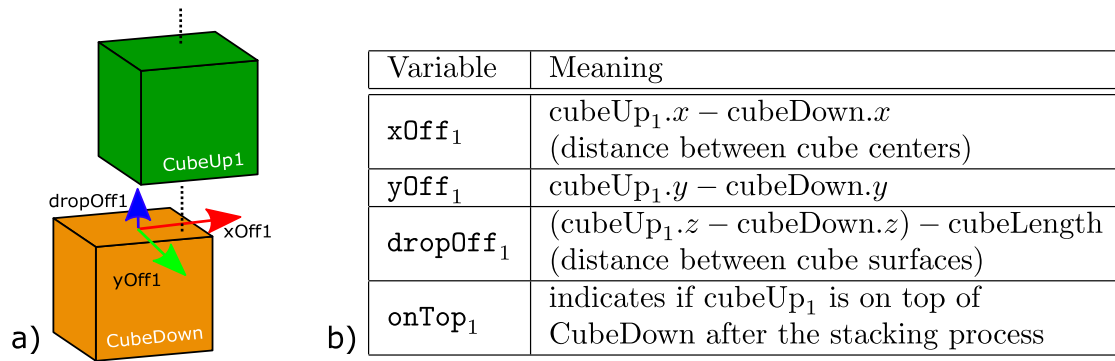 CubeUp1
dropOff1
xOff1
yOff1
CubeDown
a)
b)
Variable Meaning
xOff₁ cubeUp₁.x − cubeDown.x
(distance between cube centers)
yOff₁ cubeUp₁.y − cubeDown.y
dropOff₁ (cubeUp₁.z − cubeDown.z) − cubeLength
(distance between cube surfaces)
onTop₁ indicates if cubeUp₁ is on top of
CubeDown after the stacking process